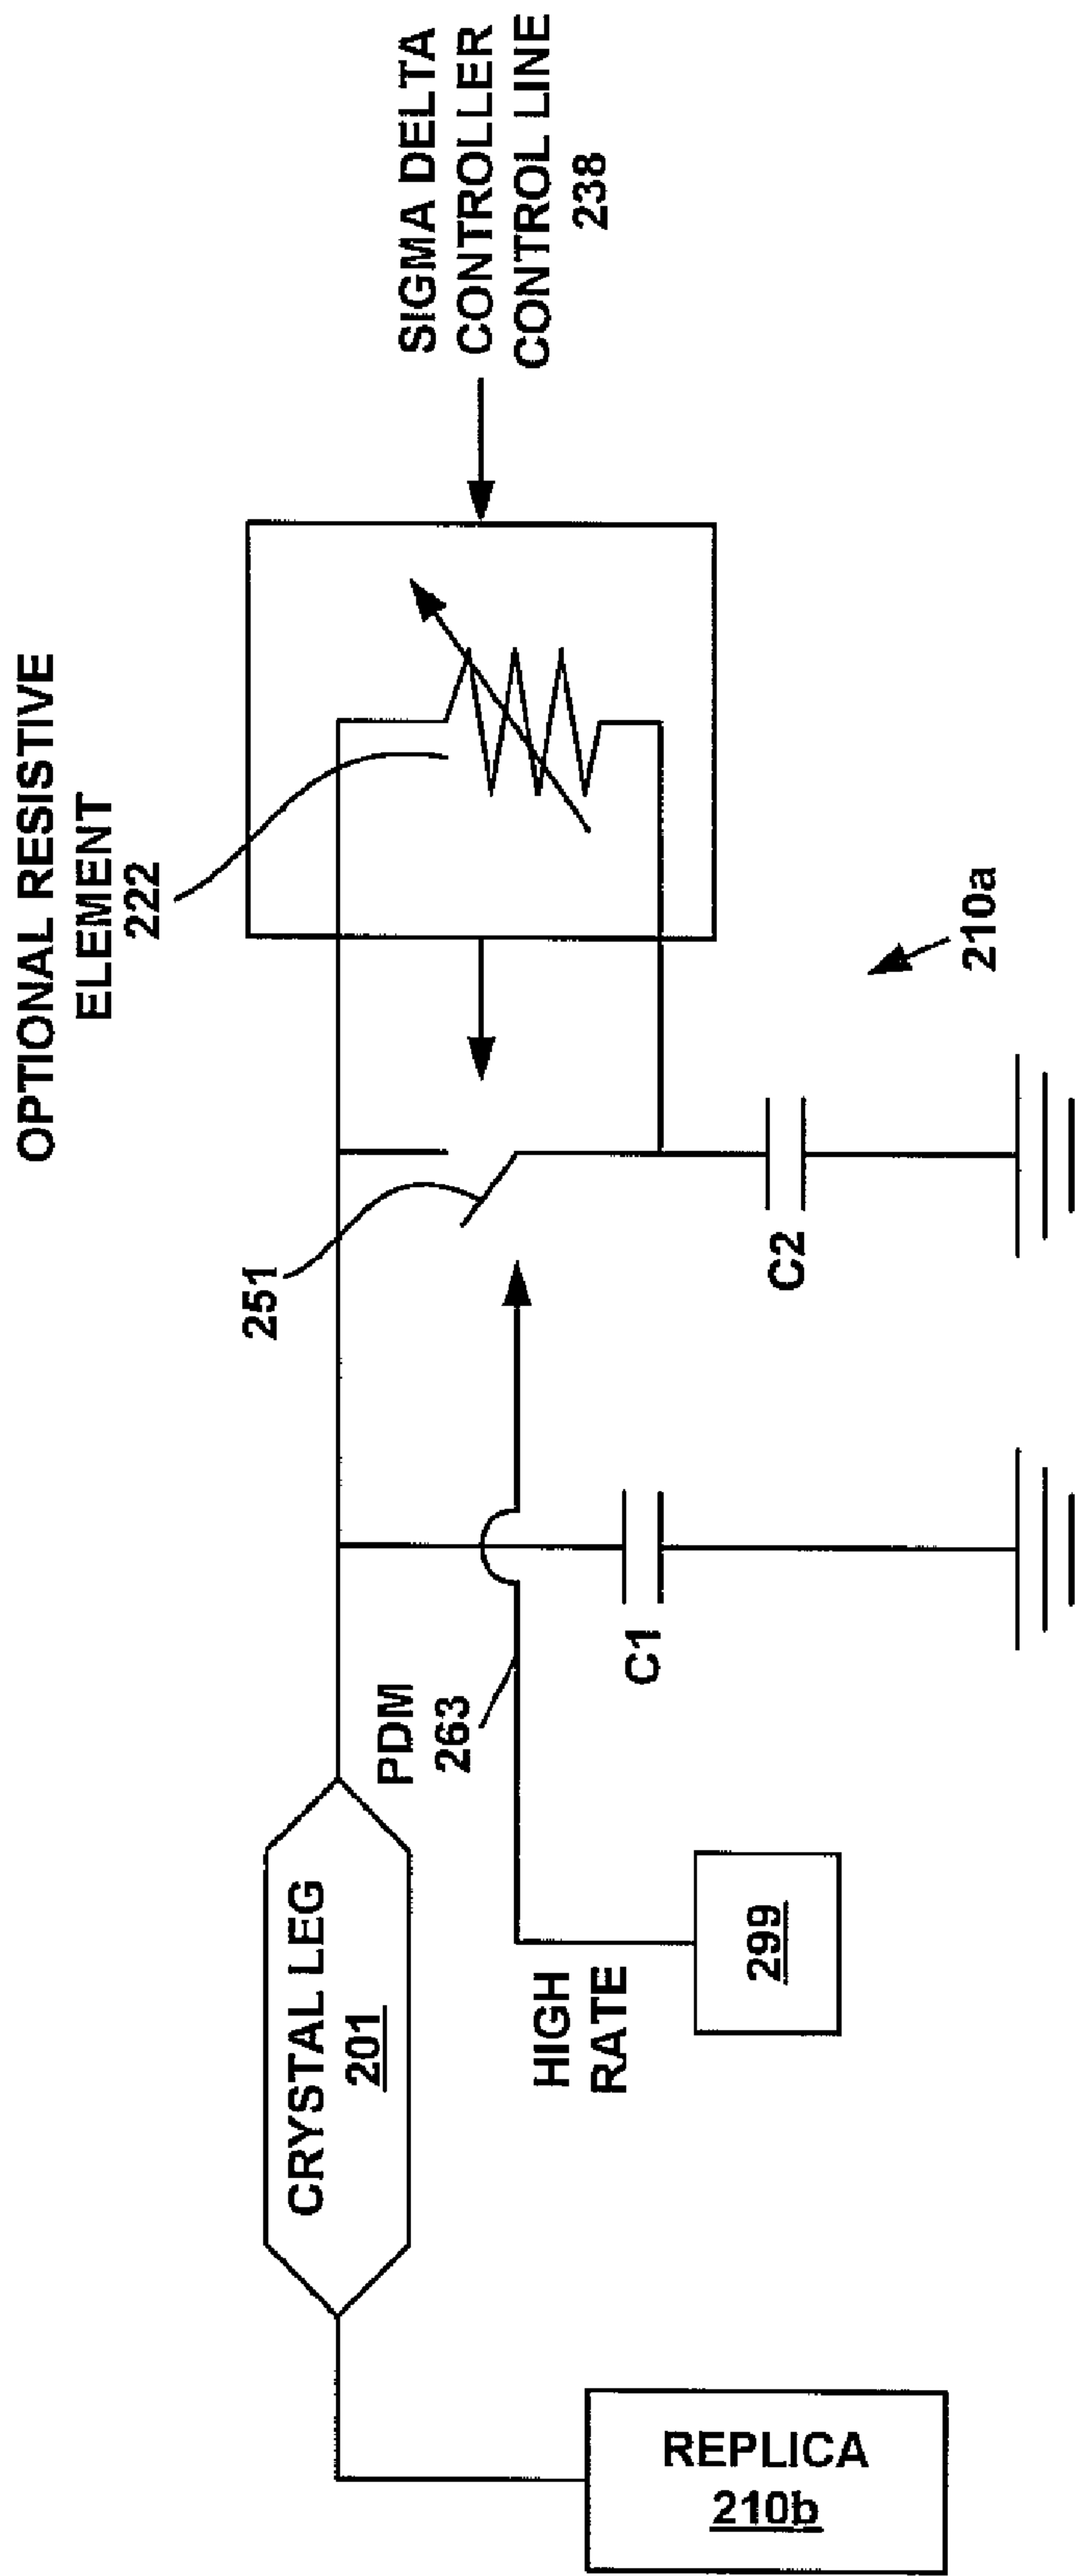 OPTIONAL RESISTIVE
ELEMENT
222
SIGMA DELTA
CONTROLLER
CONTROL LINE
238
251
CRYSTAL LEG
201
PDM
263
HIGH
RATE
299
C1
C2
210a
REPLICA
210b